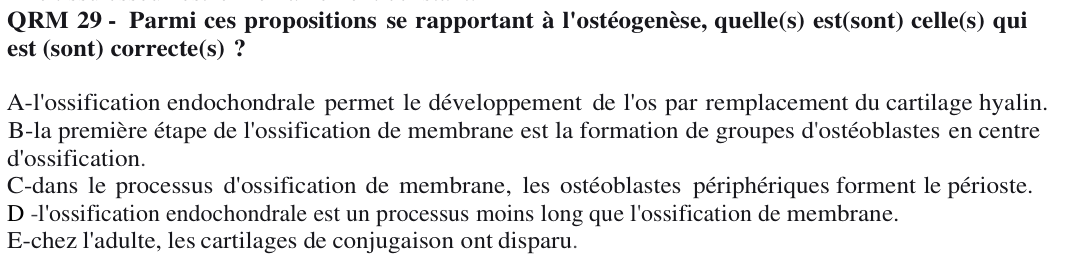 QRM 29 - Parmi ces propositions se rapportant à l'ostéogenèse, quelle(s) est(sont) celle(s) qui
est (sont) correcte(s) ?
A-l'ossification endochondrale permet le développement de l'os par remplacement du cartilage hyalin.
B-la première étape de l'ossification de membrane est la formation de groupes d'ostéoblastes en centre
d'ossification.
C-dans le processus d'ossification de membrane, les ostéoblastes périphériques forment le périoste.
D -l'ossification endochondrale est un processus moins long que l'ossification de membrane.
E-chez l'adulte, les cartilages de conjugaison ont disparu.